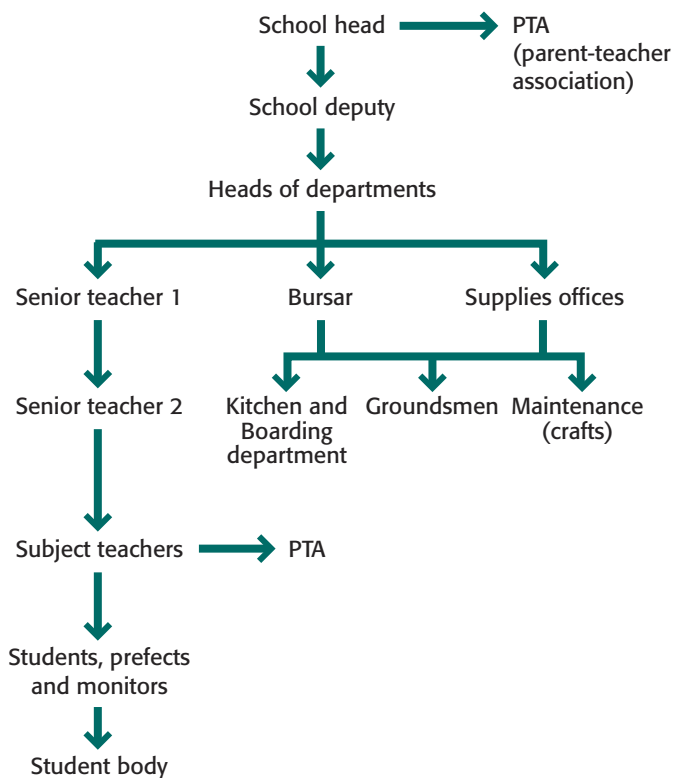 School head
PTA
(parent-teacher
association)
School deputy
Heads of departments
Senior teacher 1
Bursar
Supplies offices
Senior teacher 2
Kitchen and
Boarding
department
Groundsmen
Maintenance
(crafts)
Subject teachers
PTA
Students, prefects
and monitors
Student body